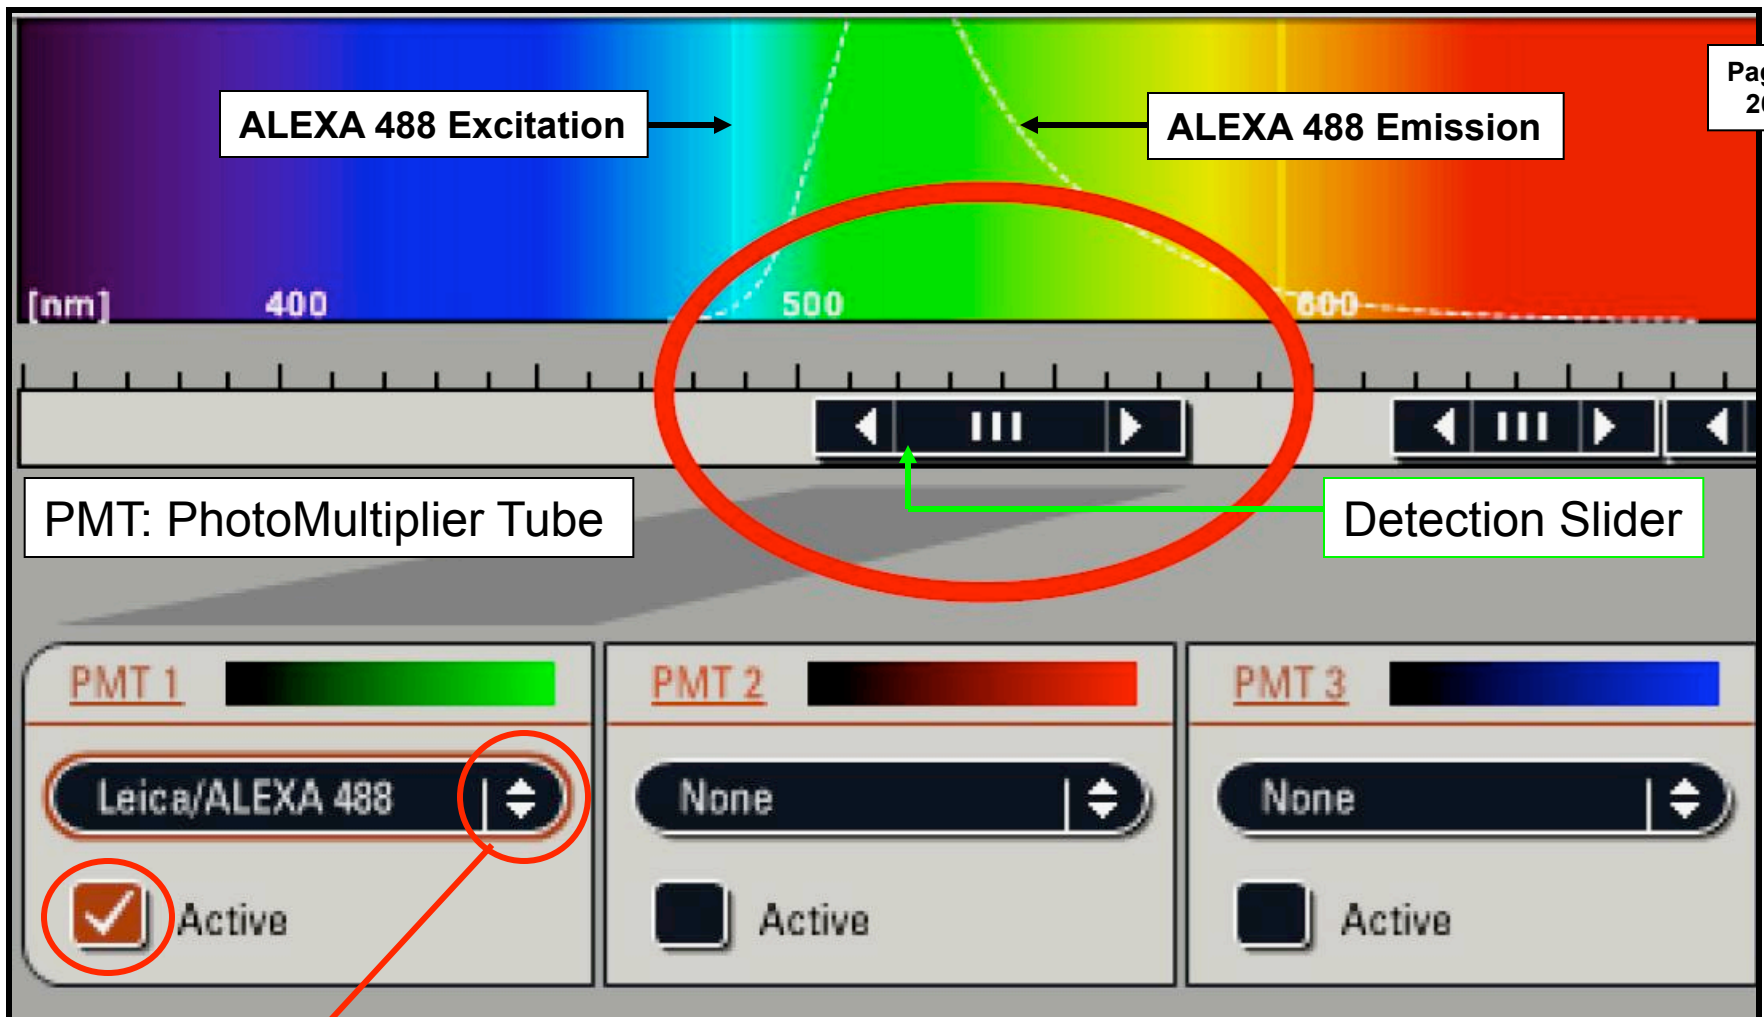 Pag
ALEXA 488 Excitation
ALEXA 488 Emission
[nm]
400
500
600
PMT: PhotoMultiplier Tube
Detection Slider
PMT 1
PMT 2
PMT 3
Leica/ALEXA 488
None
None
Active
Active
Active